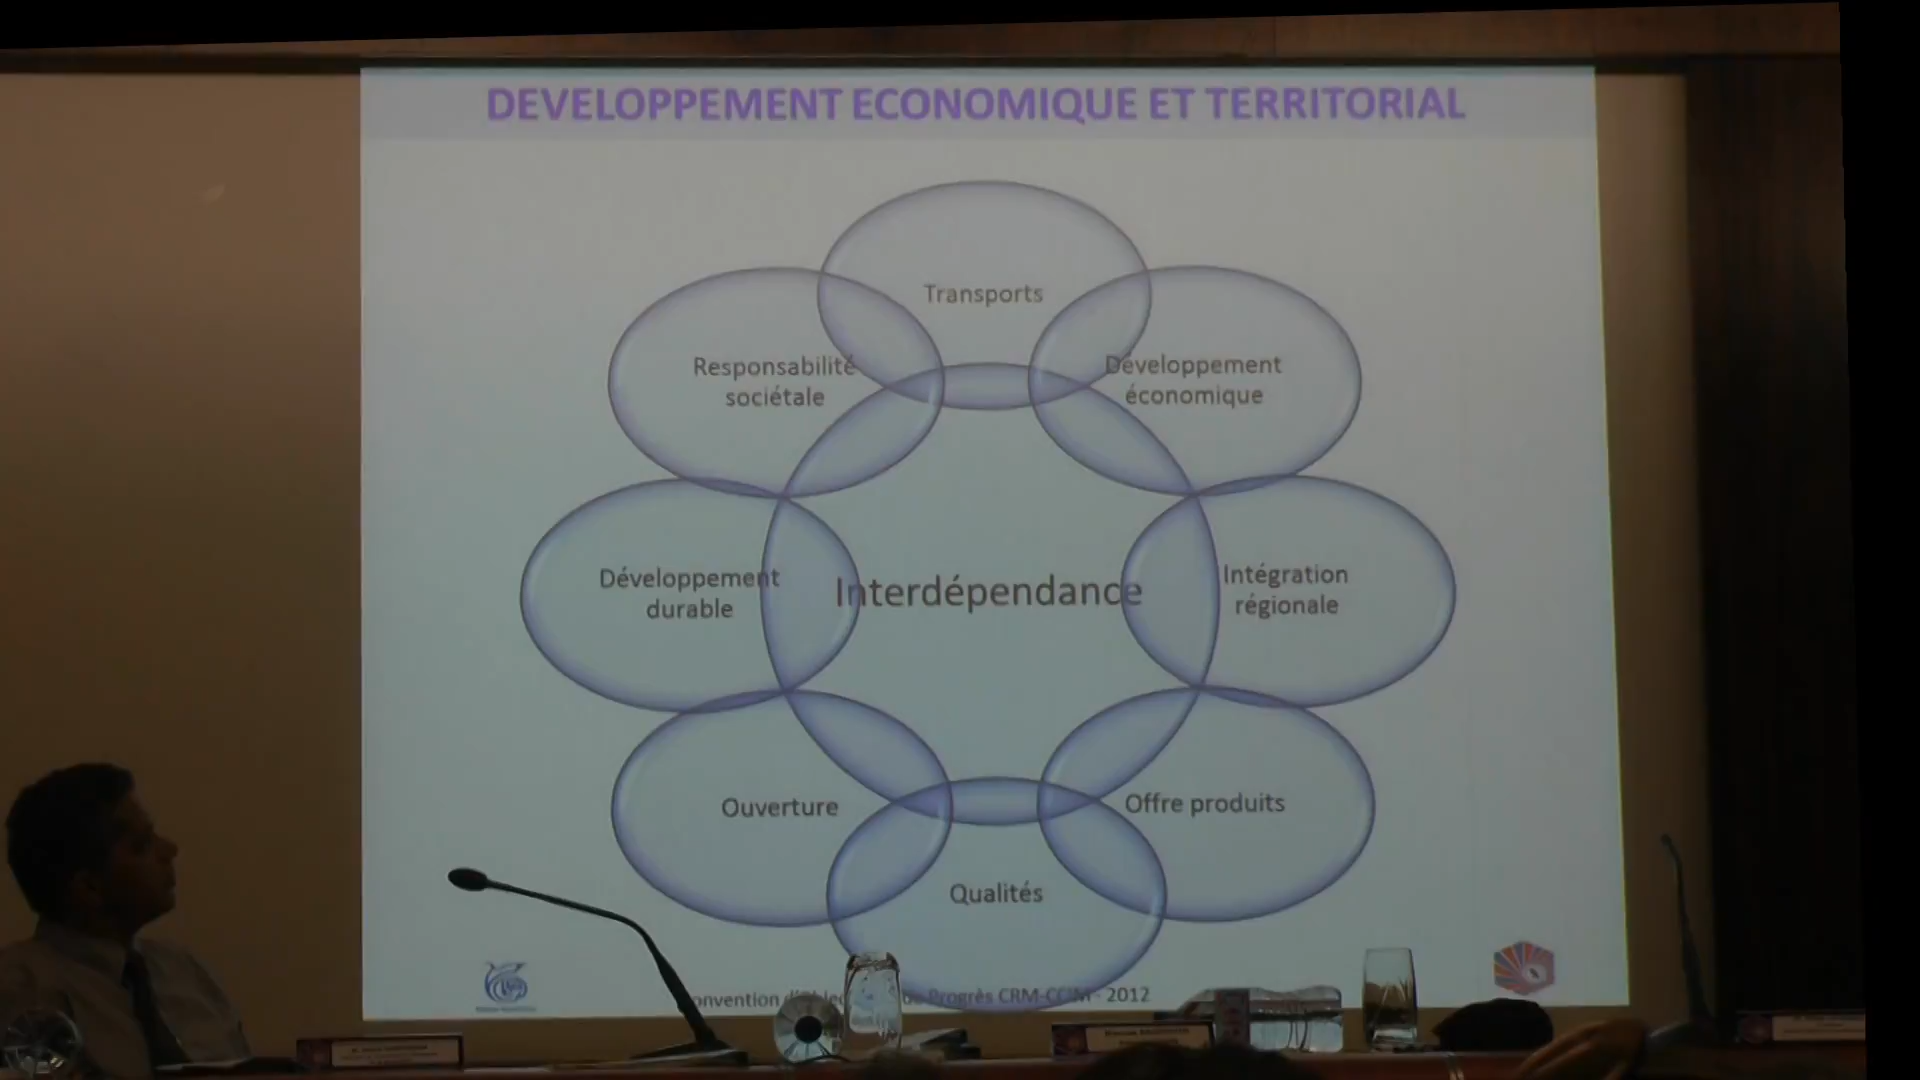 DEVELOPPEMENT ECONOMIQUE ET TERRITORIAL
Transports
Responsabilité
sociétale
Développement
économique
Développement
durable
Interdépendance
Intégration
régionale
Ouverture
Offre produits
Qualités
Progrès CRM-CCIM - 2012